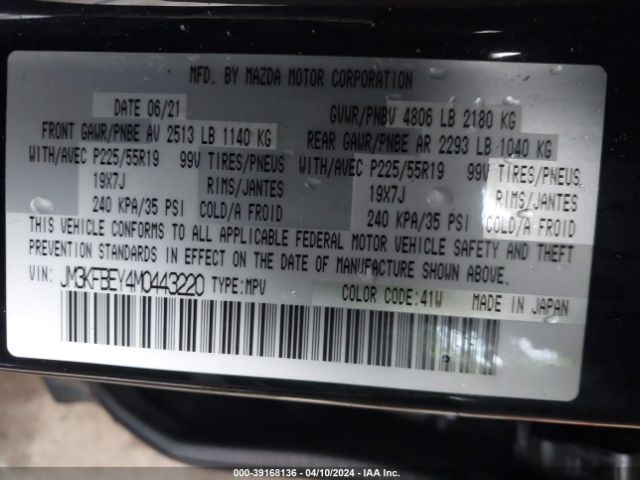 MFD. BY MAZDA MOTOR CORPORATION
DATE 06/21 GVWR/PNBV 4806 LB 2180 KG
FRONT GAWR/PNBE AV 2513 LB 1140 KG REAR GAWR/PNBE AR 2293 LB 1040 KG
WITH/AVEC P225/55R19 99V TIRES/PNEUS WITH/AVEC P225/55R19 99V TIRES/PNEUS
19X7J RIMS/JANTES 19X7J RIMS/JANTES
240 KPA/35 PSI COLD/A FROID 240 KPA/35 PSI COLD/A FROID
THIS VEHICLE CONFORMS TO ALL APPLICABLE FEDERAL MOTOR VEHICLE SAFETY AND THEFT
PREVENTION STANDARDS IN EFFECT ON THE DATE OF MANUFACTURE SHOWN ABOVE.
VIN: JM3KFBEY4M0443220 TYPE:MPV COLOR CODE:41W MADE IN JAPAN
000-39168136 - 04/10/2024 - IAA Inc.